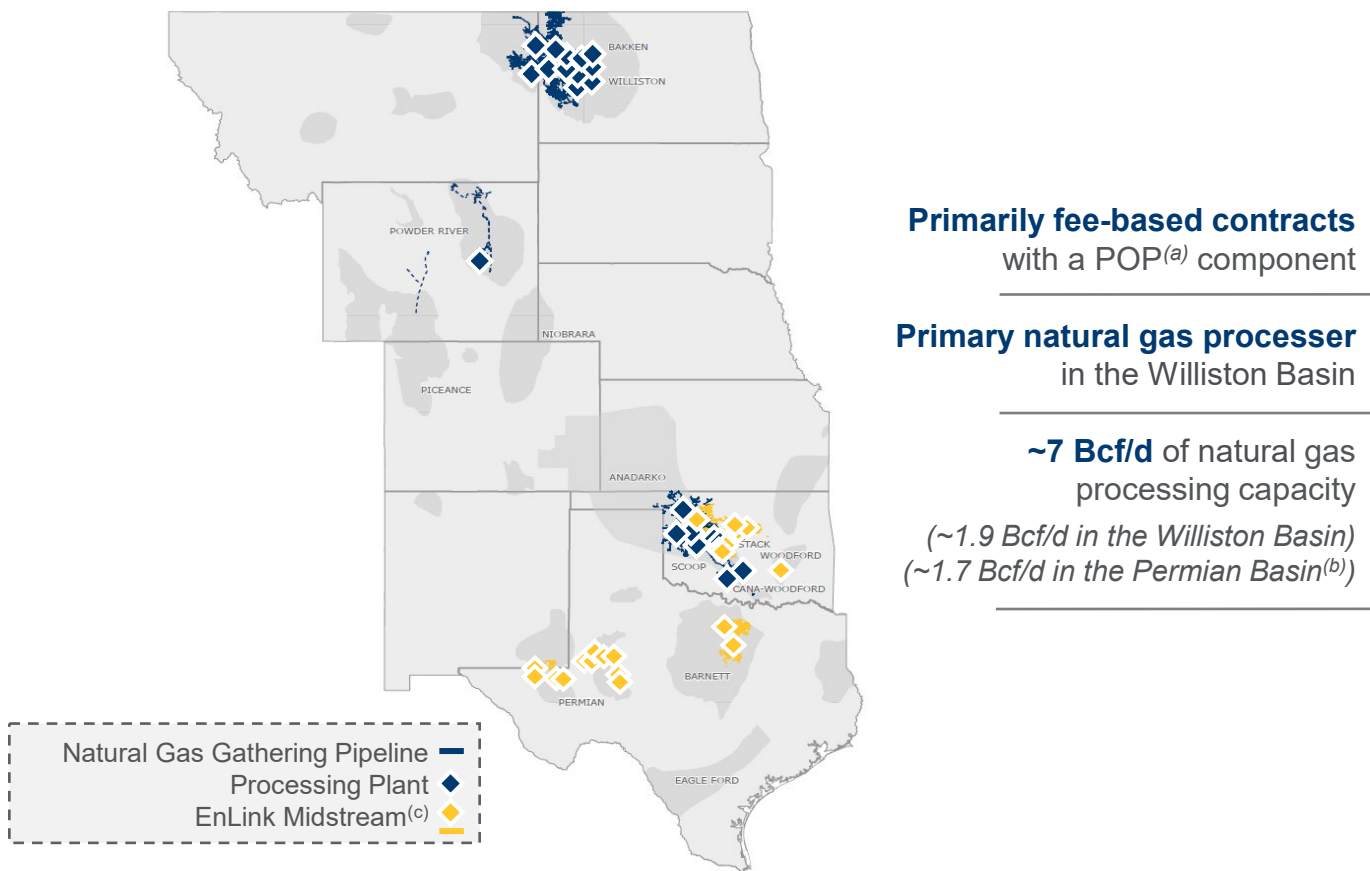 BAKKEN
WILLISTON
POWDER RIVER
NIOBRARA
PICEANCE
ANADARKO
STACK
WOODFORD
SCOOP
CANA-WOODFORD
BARNETT
PERMIAN
EAGLE FORD
Primarily fee-based contracts
with a POP(a) component
Primary natural gas processer
in the Williston Basin
~7 Bcf/d of natural gas
processing capacity
(~1.9 Bcf/d in the Williston Basin)
(~1.7 Bcf/d in the Permian Basin(b))
Natural Gas Gathering Pipeline
Processing Plant
EnLink Midstream(c)